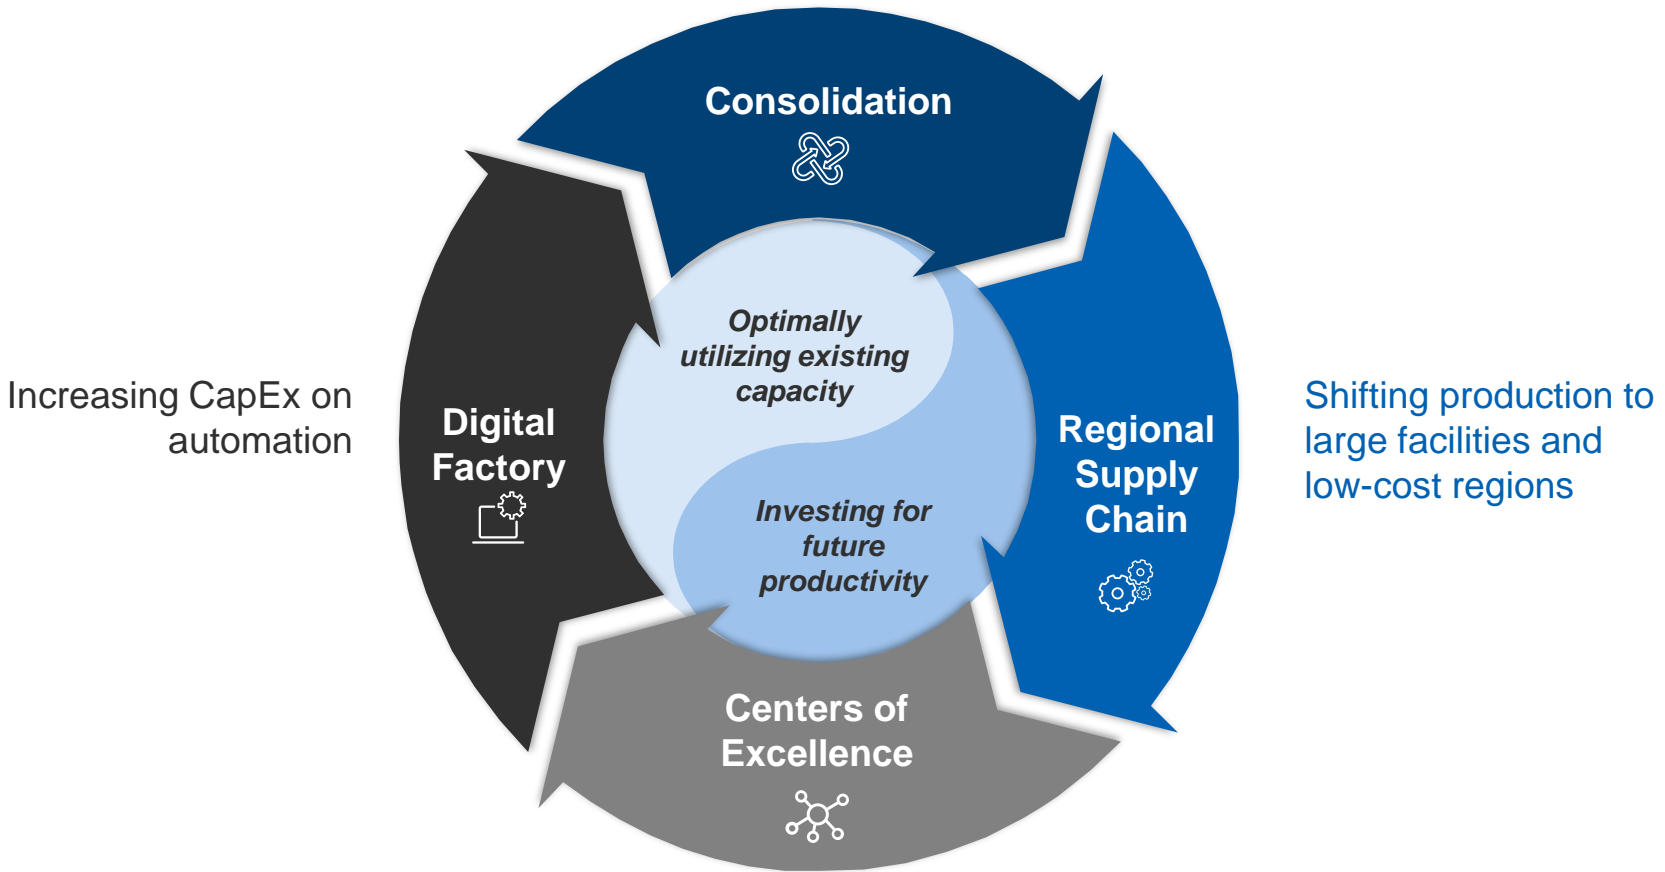 Consolidation
Optimally
utilizing existing
capacity
Increasing CapEx on
automation
Digital
Factory
Regional
Supply
Chain
Shifting production to
large facilities and
low-cost regions
Investing for
future
productivity
Centers of
Excellence